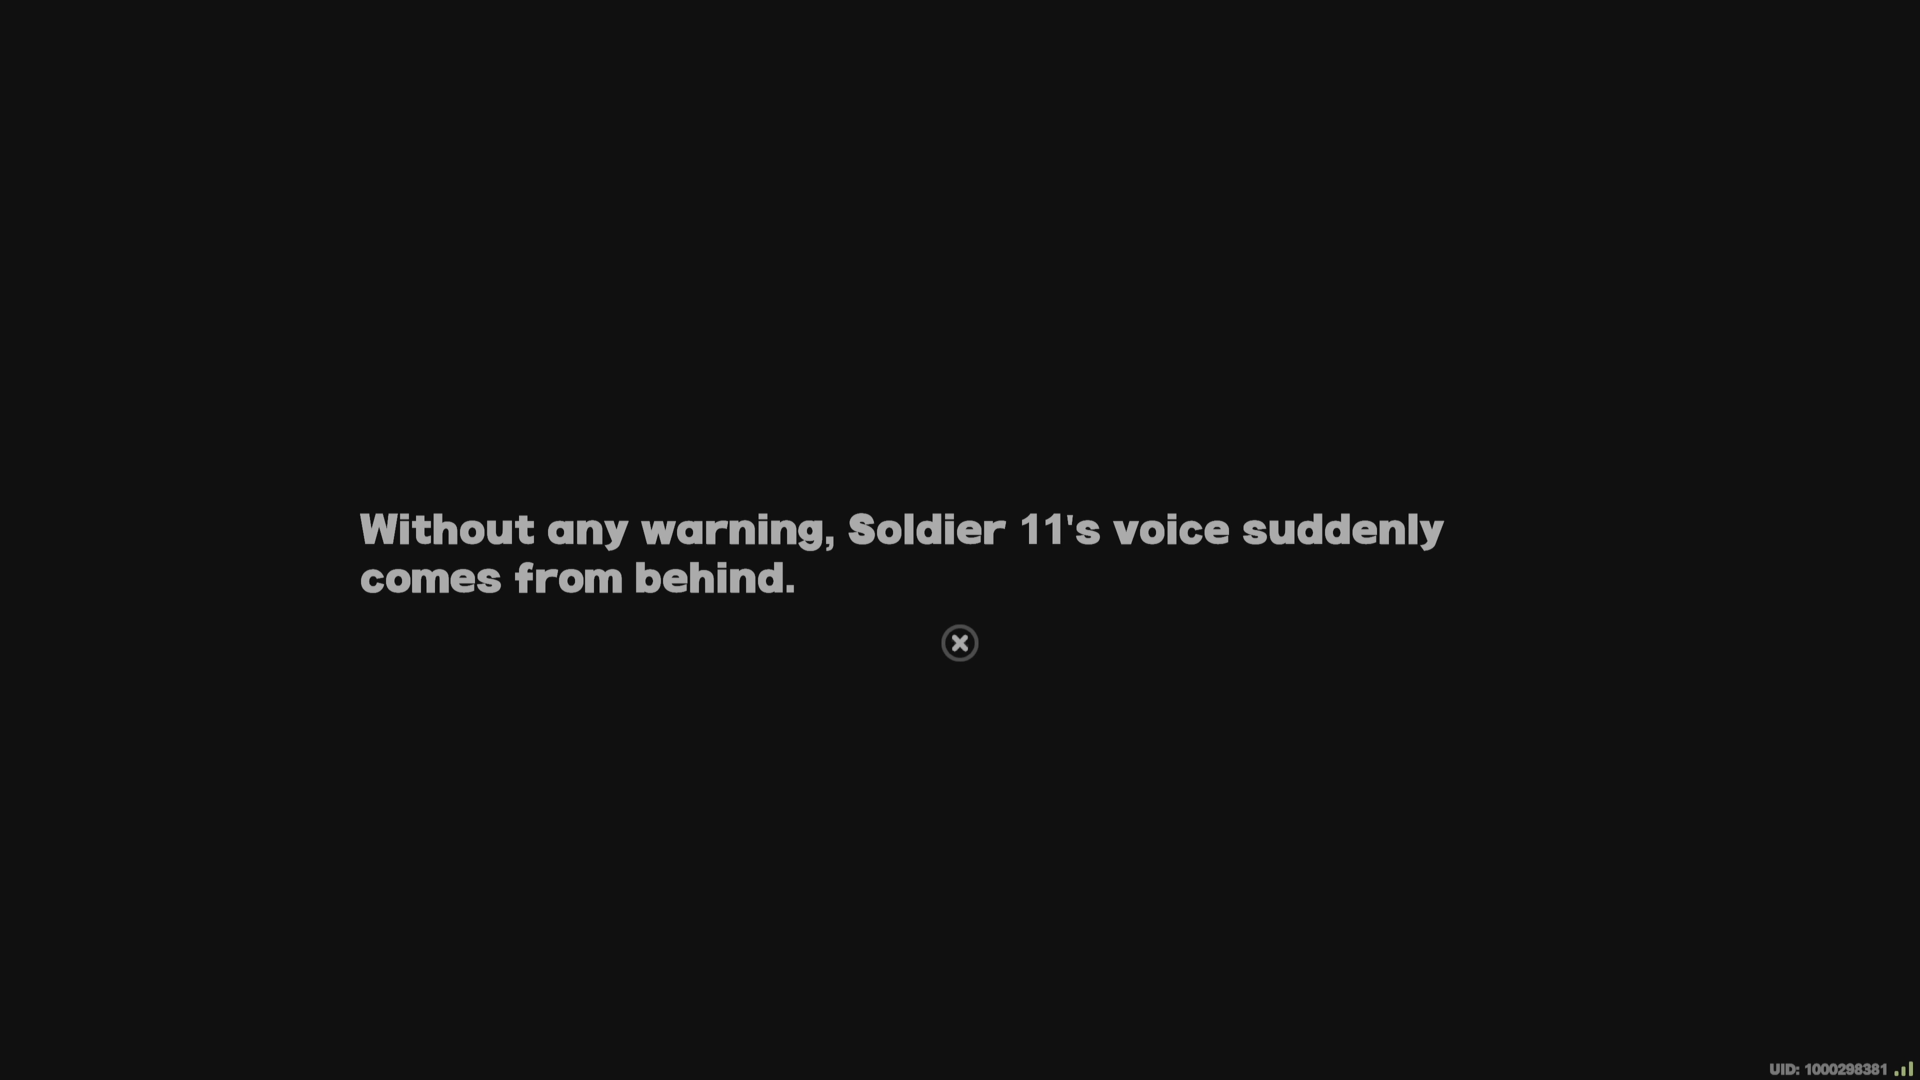 Without any warning, Soldier 11's voice suddenly
comes from behind.
UID: 1000298381